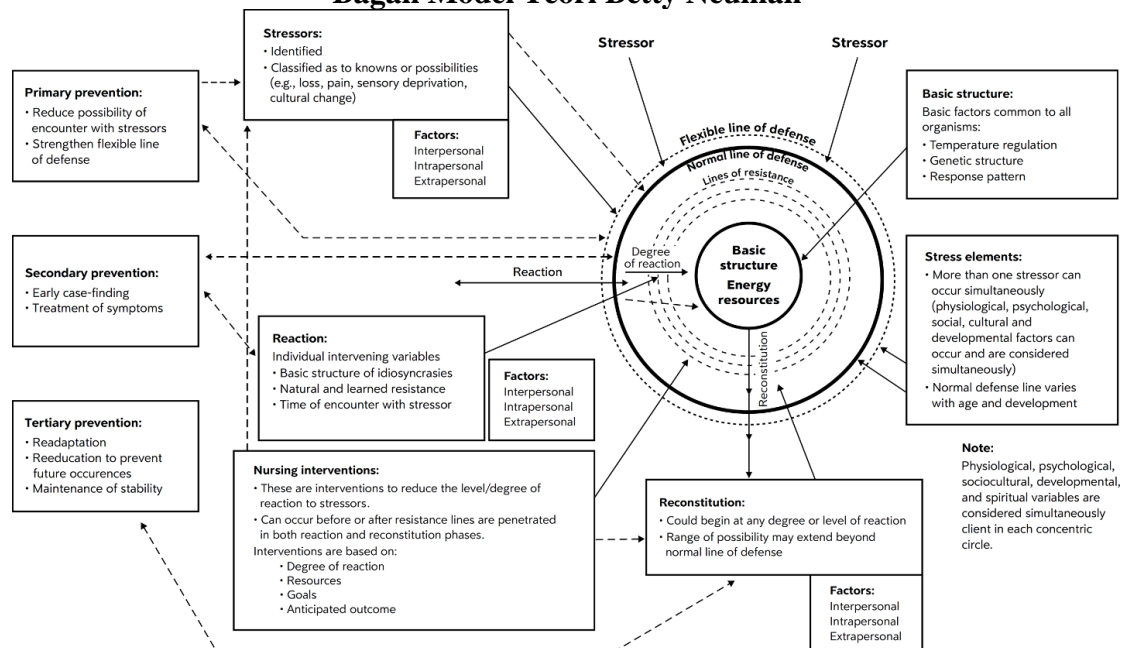 Bagan Model Teori Betty Neuman
Stressors:
• Identified
• Classified as to knowns or possibilities
(e.g., loss, pain, sensory deprivation,
cultural change)
Factors:
Interpersonal
Intrapersonal
Extrapersonal
Primary prevention:
• Reduce possibility of
encounter with stressors
• Strengthen flexible line
of defense
Secondary prevention:
• Early case-finding
• Treatment of symptoms
Tertiary prevention:
• Readaptation
• Reeducation to prevent
future occurences
• Maintenance of stability
Stressor
Stressor
Flexible line of defense
Normal line of defense
Lines of resistance
Degree
of reaction
Reaction
Basic
structure
Energy
resources
Reconstitution
Basic structure:
Basic factors common to all
organisms:
• Temperature regulation
• Genetic structure
• Response pattern
Stress elements:
• More than one stressor can
occur simultaneously
(physiological, psychological,
social, cultural and
developmental factors can
occur and are considered
simultaneously)
• Normal defense line varies
with age and development
Reaction:
Individual intervening variables
• Basic structure of idiosyncrasies
• Natural and learned resistance
• Time of encounter with stressor
Factors:
Interpersonal
Intrapersonal
Extrapersonal
Nursing interventions:
• These are interventions to reduce the level/degree of
reaction to stressors.
• Can occur before or after resistance lines are penetrated
in both reaction and reconstitution phases.
Interventions are based on:
• Degree of reaction
• Resources
• Goals
• Anticipated outcome
Reconstitution:
• Could begin at any degree or level of reaction
• Range of possibility may extend beyond
normal line of defense
Factors:
Interpersonal
Intrapersonal
Extrapersonal
Note:
Physiological, psychological,
sociocultural, developmental,
and spiritual variables are
considered simultaneously
client in each concentric
circle.